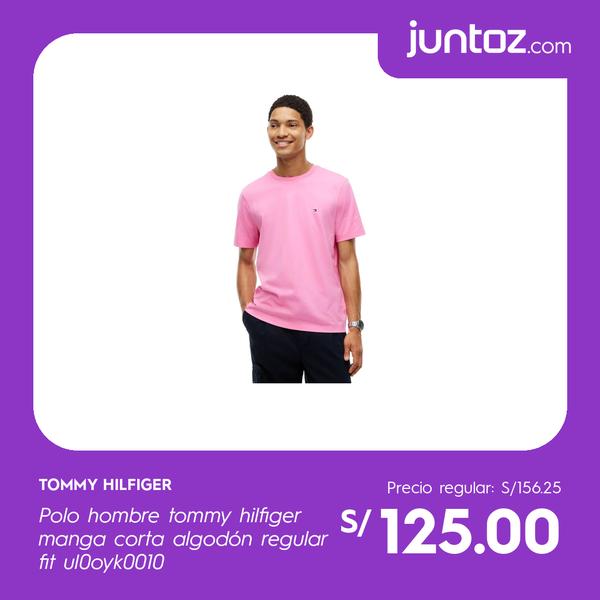 juntoz.com
TOMMY HILFIGER
Polo hombre tommy hilfiger
manga corta algodón regular
fit ul0oyk0010
Precio regular: S/156.25
S/125.00